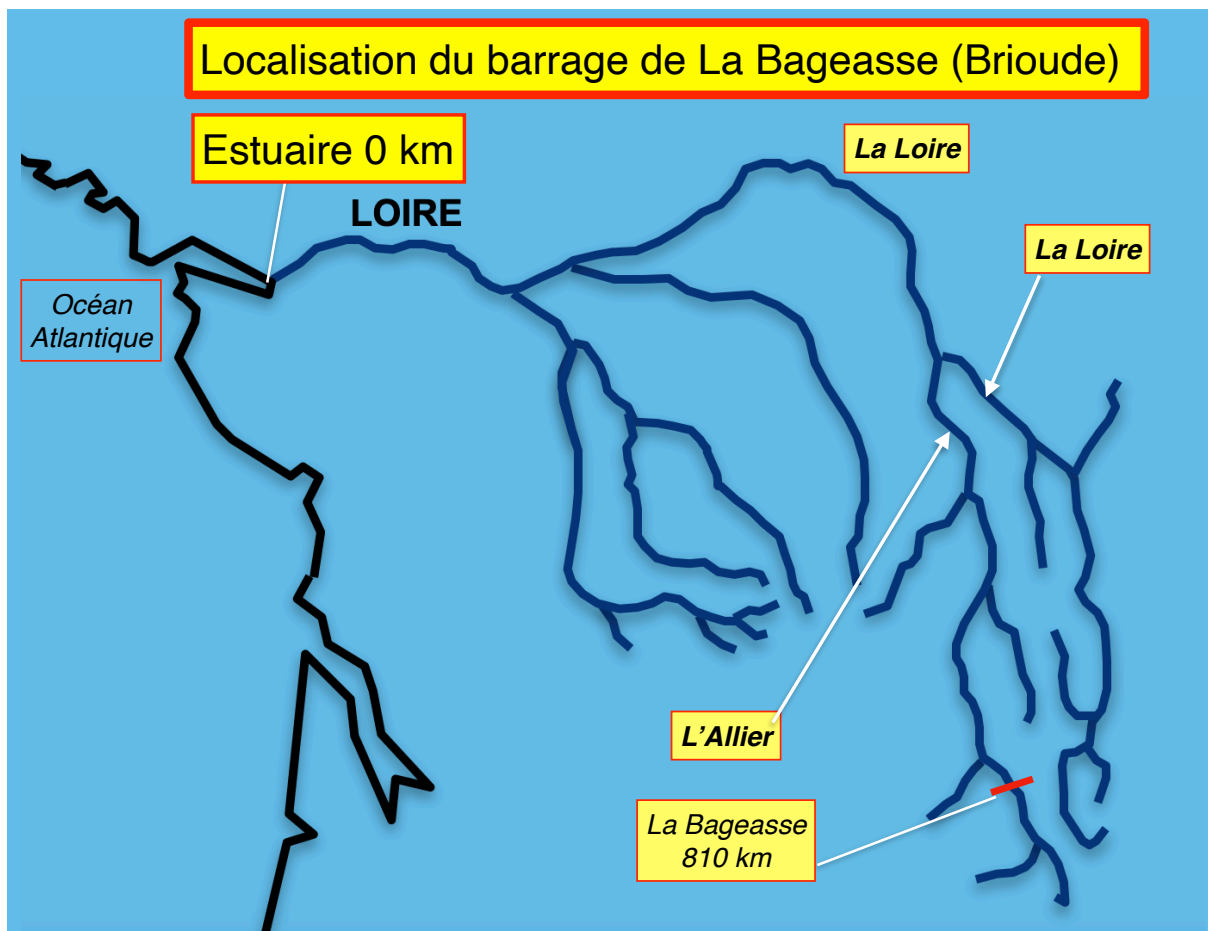 Localisation du barrage de La Bageasse (Brioude)
Estuaire 0 km
La Loire
LOIRE
La Loire
Océan
Atlantique
L'Allier
La Bageasse
810 km